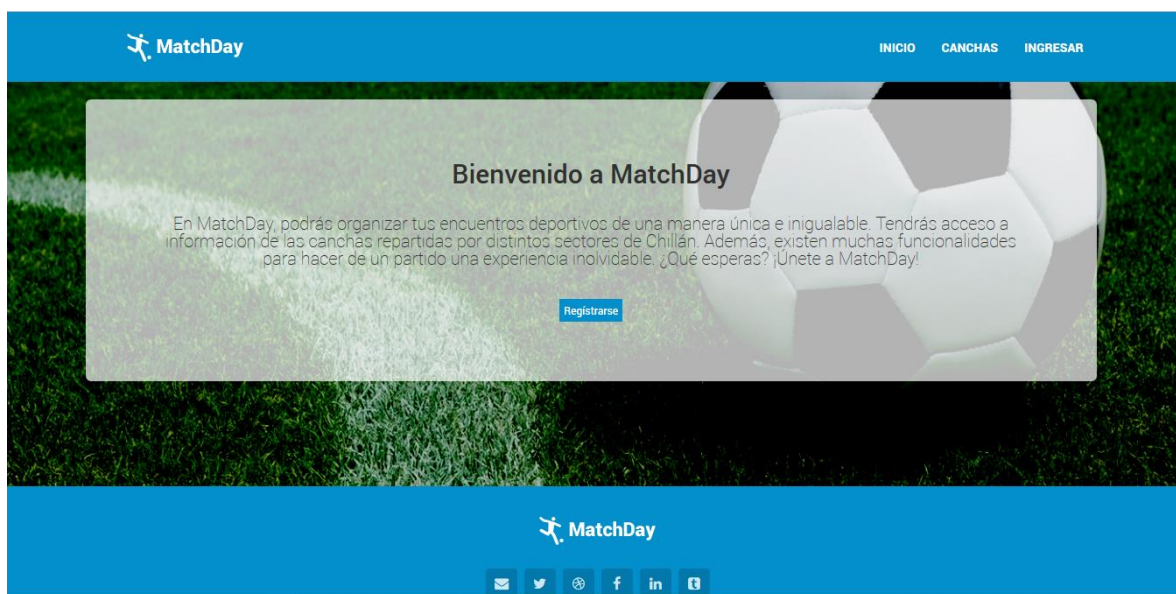 MatchDay
INICIO CANCHAS INGRESAR
Bienvenido a MatchDay
En MatchDay, podrás organizar tus encuentros deportivos de una manera única e inigualable. Tendrás acceso a
información de las canchas repartidas por distintos sectores de Chillán. Además, existen muchas funcionalidades
para hacer de un partido una experiencia inolvidable. ¿Qué esperas? ¡Únete a MatchDay!
Regístrarse
MatchDay